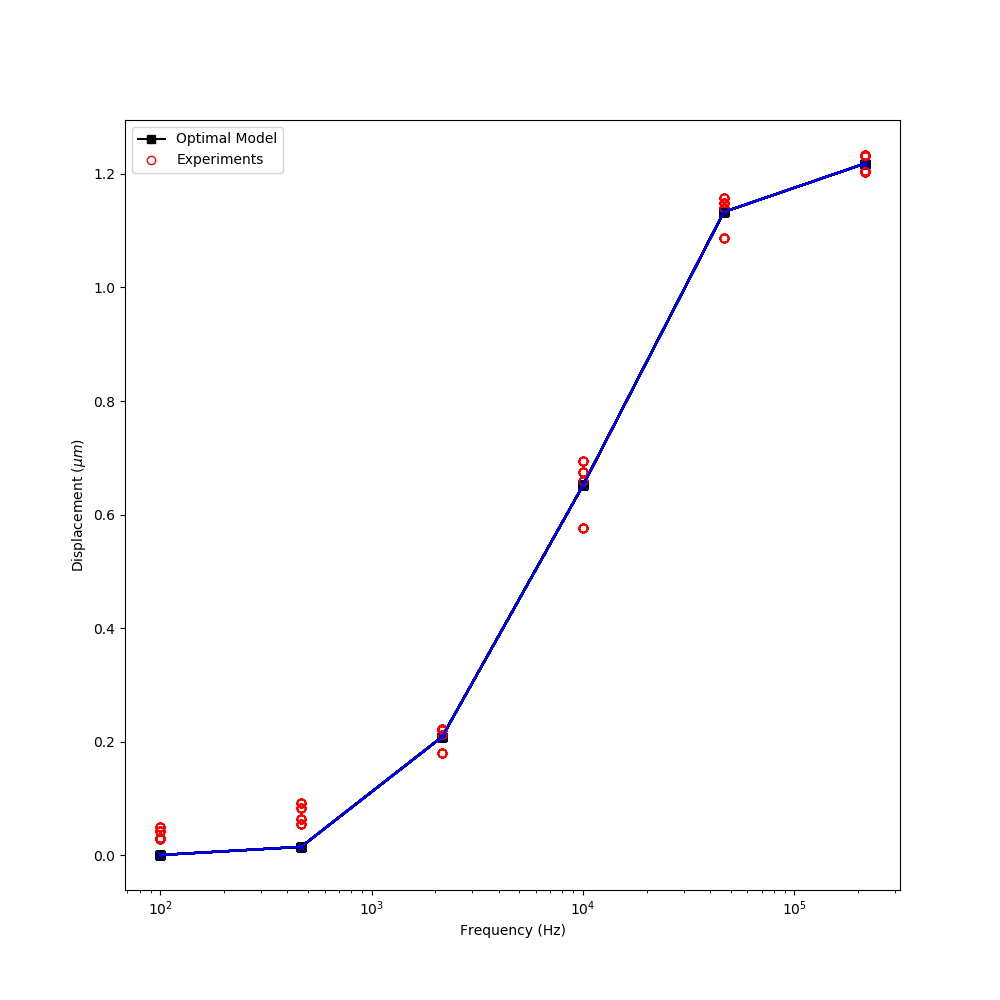 Optimal Model
Experiments
1.2
1.0
0.8
0.6
0.4
0.2
0.0
Displacement (μm)
10²
10³
10⁴
10⁵
Frequency (Hz)